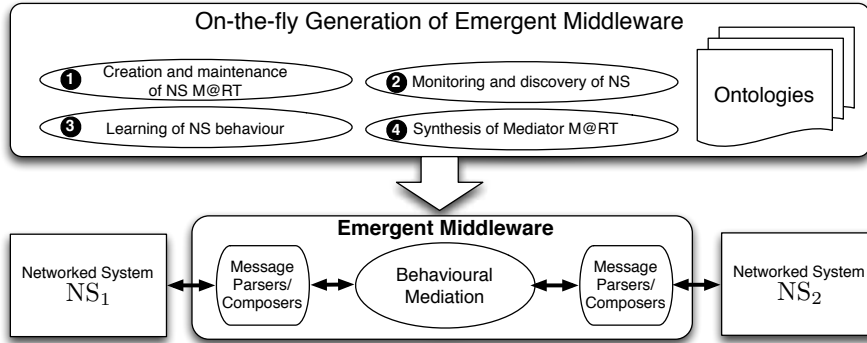 On-the-fly Generation of Emergent Middleware
1 Creation and maintenance
of NS M@RT
2 Monitoring and discovery of NS
3 Learning of NS behaviour
4 Synthesis of Mediator M@RT
Ontologies
Emergent Middleware
Networked System
NS1
Message
Parsers/
Composers
Behavioural
Mediation
Message
Parsers/
Composers
Networked System
NS2